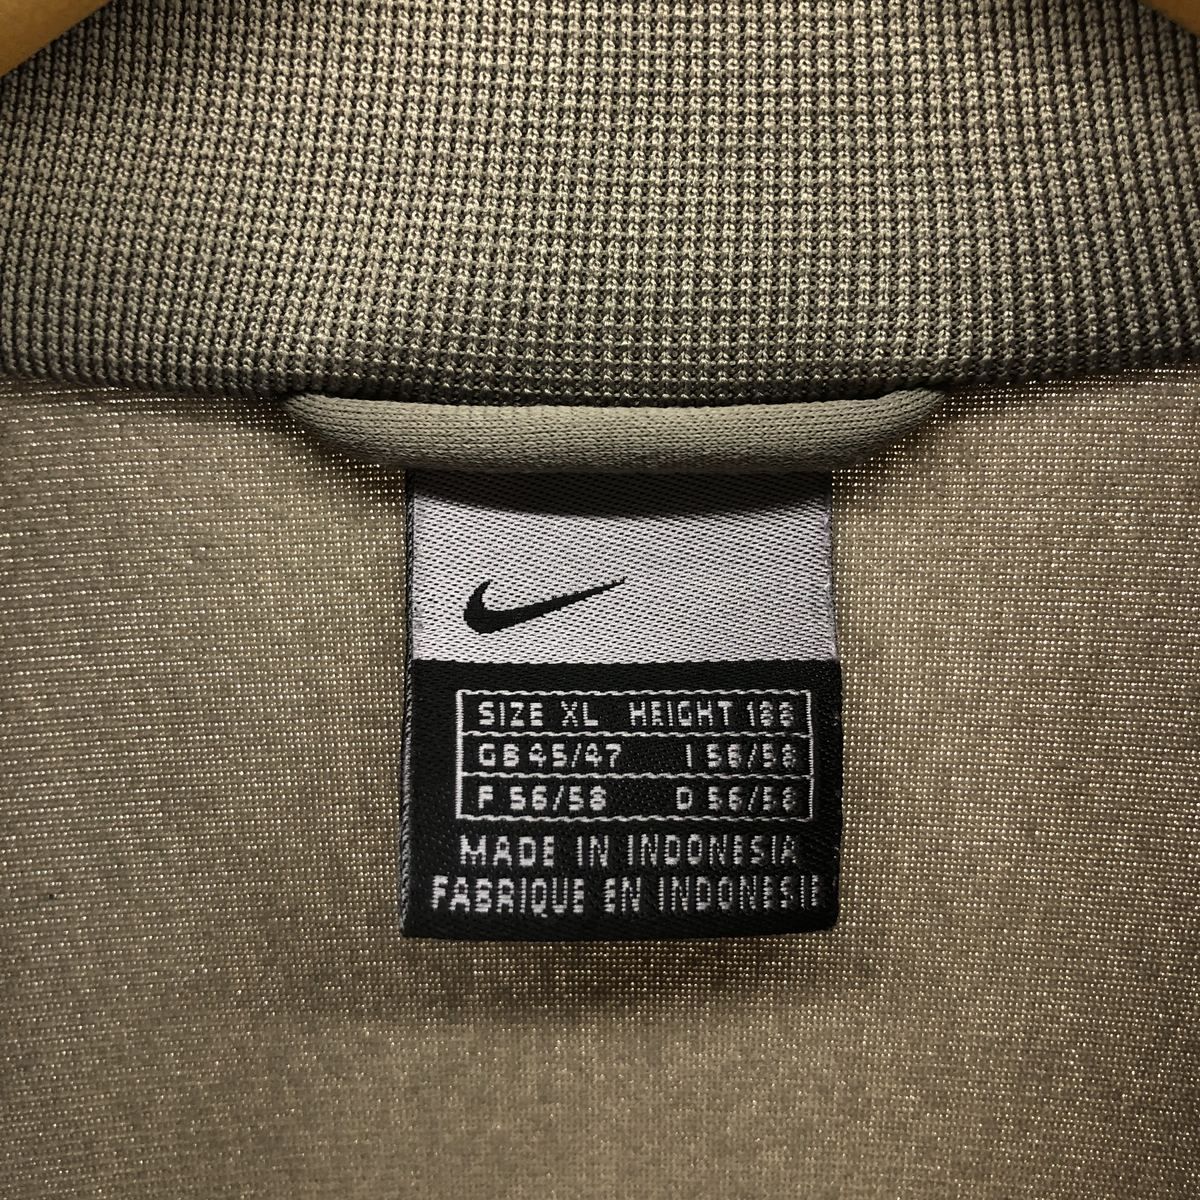 SIZE XL HEIGHT 188
GB 45/47 I 56/58
F 56/58 D 56/58
MADE IN INDONESIA
FABRIQUE EN INDONESIE